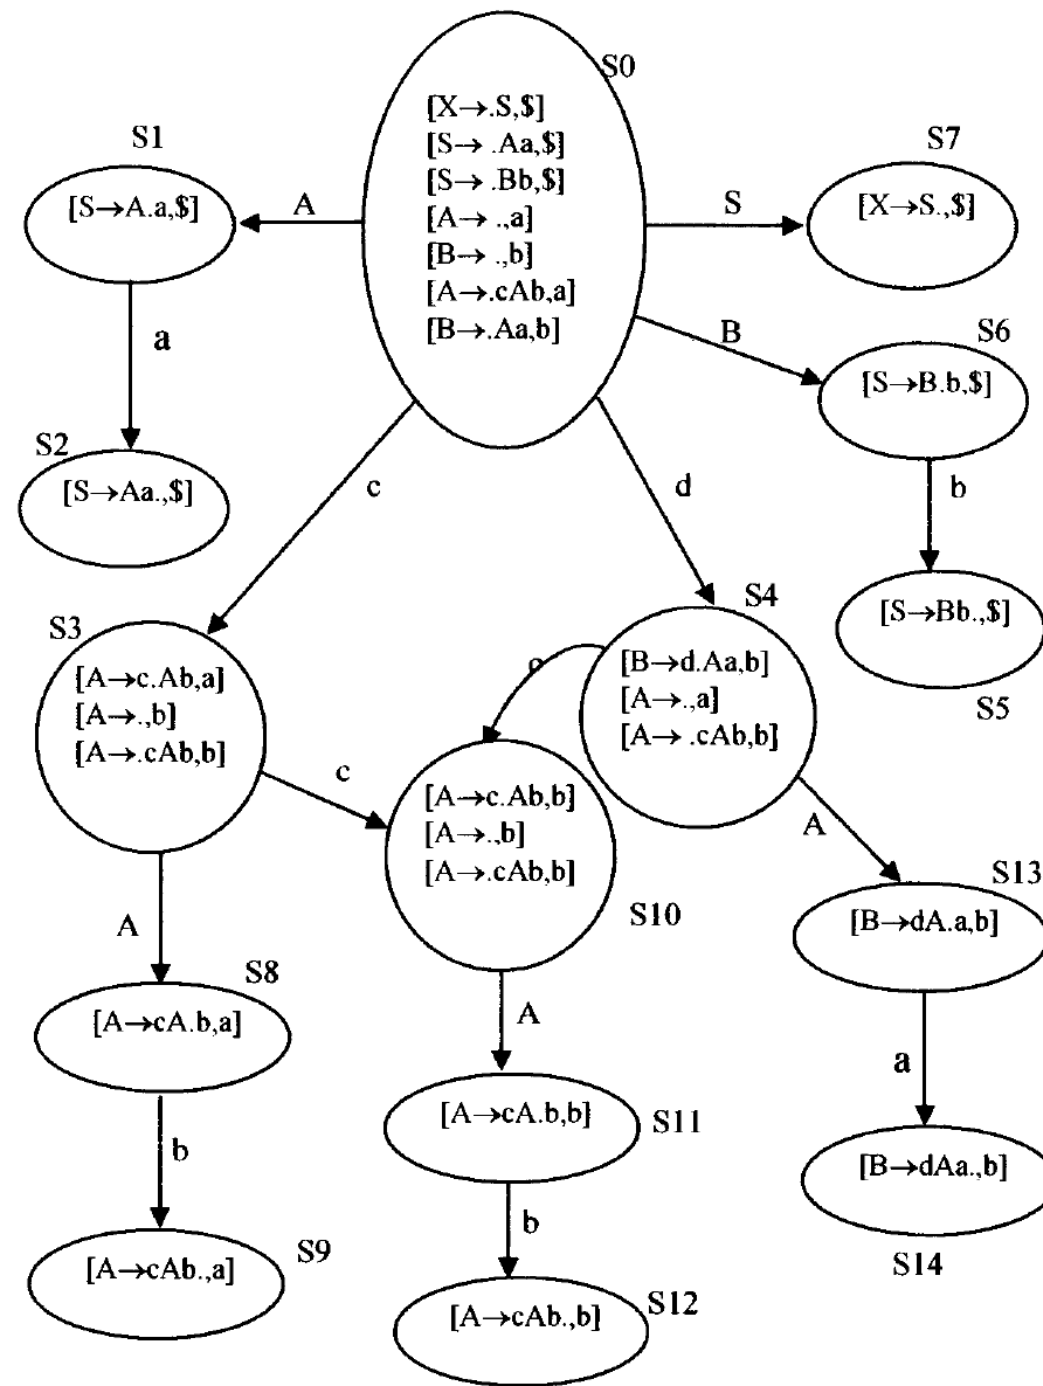 S0
[X→.S,$]
[S→ .Aa,$]
[S→ .Bb,$]
[A→ .,a]
[B→ .,b]
[A→.cAb,a]
[B→.Aa,b]
S1
[S→A.a,$]
A
S
S7
[X→S.,$]
a
B
S6
[S→B.b,$]
S2
[S→Aa.,$]
c
d
b
[S→Bb.,$]
S5
S3
[A→c.Ab,a]
[A→.,b]
[A→.cAb,b]
S4
[B→d.Aa,b]
[A→.,a]
[A→ .cAb,b]
c
[A→c.Ab,b]
[A→.,b]
[A→.cAb,b]
S10
A
S13
[B→dA.a,b]
A
S8
[A→cA.b,a]
A
a
[A→cA.b,b]
S11
b
b
[B→dAa.,b]
S14
S9
[A→cAb.,a]
S12
[A→cAb.,b]